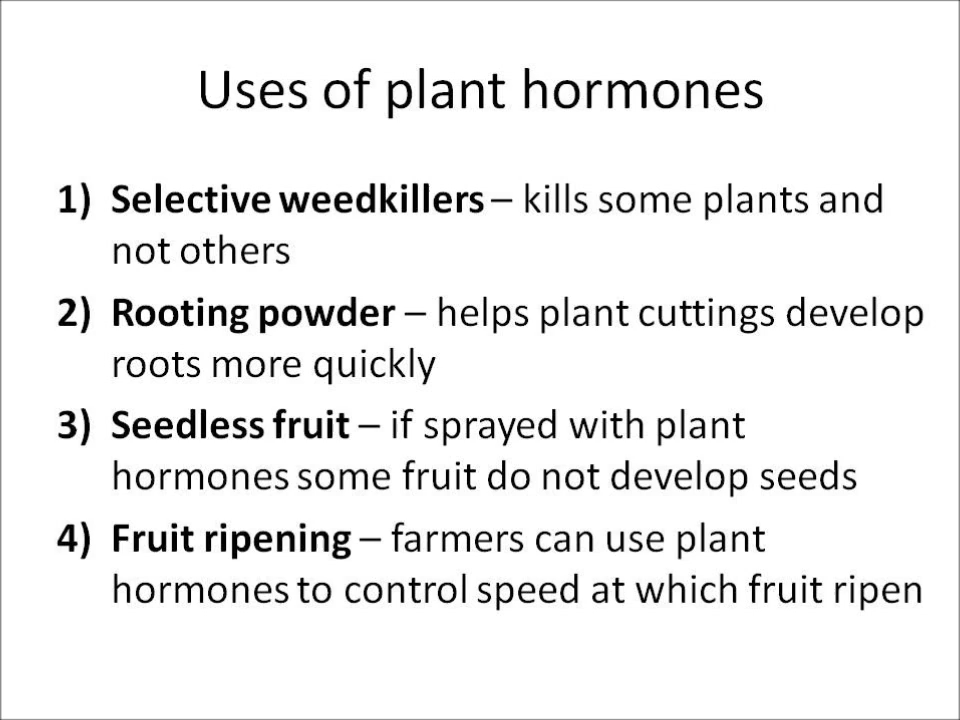 Uses of plant hormones
1) Selective weedkillers – kills some plants and
not others
2) Rooting powder – helps plant cuttings develop
roots more quickly
3) Seedless fruit – if sprayed with plant
hormones some fruit do not develop seeds
4) Fruit ripening – farmers can use plant
hormones to control speed at which fruit ripen